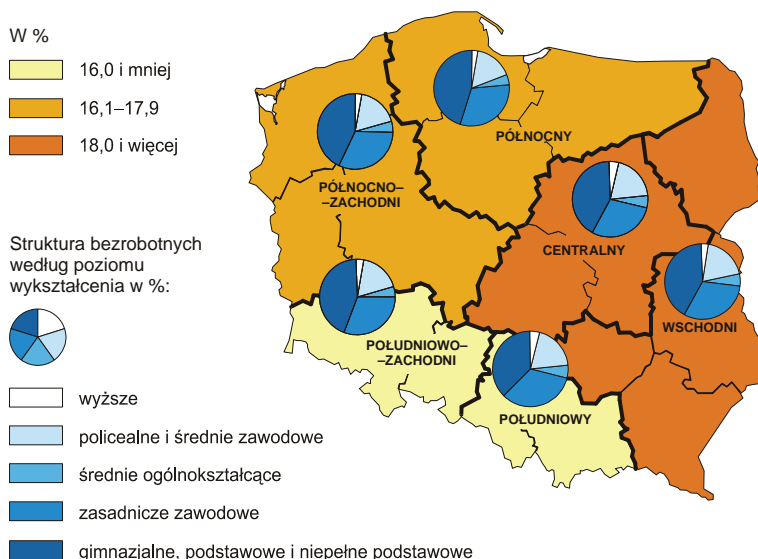 W %
16,0 i mniej
16,1–17,9
18,0 i więcej
Struktura bezrobotnych
według poziomu
wykształcenia w %:
wyższe
policealne i średnie zawodowe
średnie ogólnokształcące
zasadnicze zawodowe
gimnazjalne, podstawowe i niepełne podstawowe
PÓŁNOCNY
PÓŁNOCNO–
–ZACHODNI
CENTRALNY
WSCHODNI
POŁUDNIOWO–
–ZACHODNI
POŁUDNIOWY